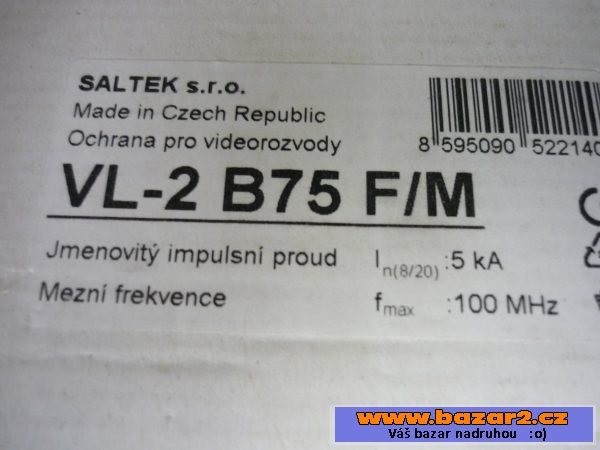 SALTEK s.r.o.
Made in Czech Republic
Ochrana pro videorozvody
8 595090 522140
VL-2 B75 F/M
Jmenovitý impulsní proud In(8/20) :5 kA
Mezní frekvence fmax :100 MHz
www.bazar2.cz
Váš bazar nadruhou :o)